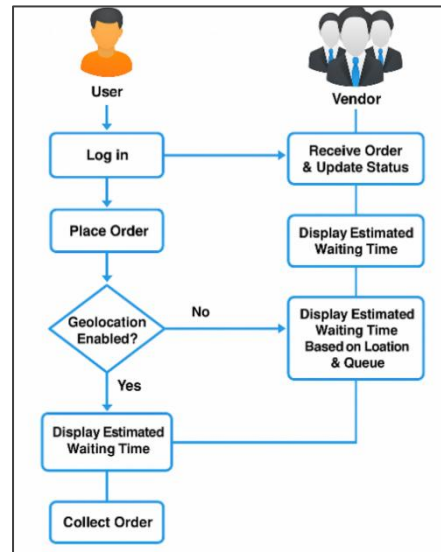 User
Vendor
Log in
Receive Order
& Update Status
Place Order
Display Estimated
Waiting Time
Geolocation
Enabled?
No
Display Estimated
Waiting Time
Based on Loation
& Queue
Yes
Display Estimated
Waiting Time
Collect Order